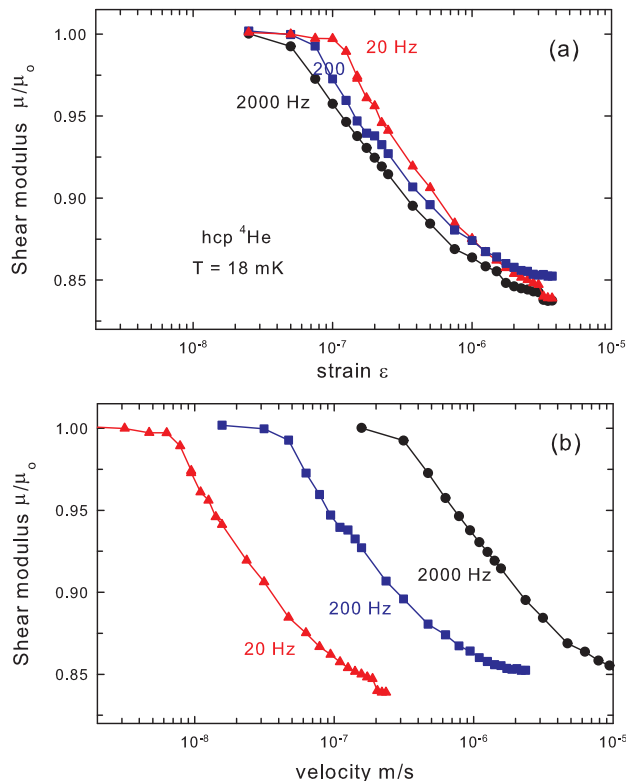 (a)
1.00
20 Hz
200
2000 Hz
0.95
0.90
0.85
Shear modulus μ/μo
hcp ⁴He
T = 18 mK
10⁻⁸
10⁻⁷
10⁻⁶
10⁻⁵
strain ε
(b)
1.00
0.95
0.90
0.85
Shear modulus μ/μo
2000 Hz
200 Hz
20 Hz
10⁻⁸
10⁻⁷
10⁻⁶
10⁻⁵
velocity m/s